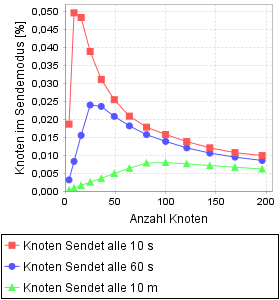 0,050
0,045
0,040
0,035
0,030
0,025
0,020
0,015
0,010
0,005
0,000
Knoten im Sendemodus [%]
0 50 100 150 200
Anzahl Knoten
Knoten Sendet alle 10 s
Knoten Sendet alle 60 s
Knoten Sendet alle 10 m